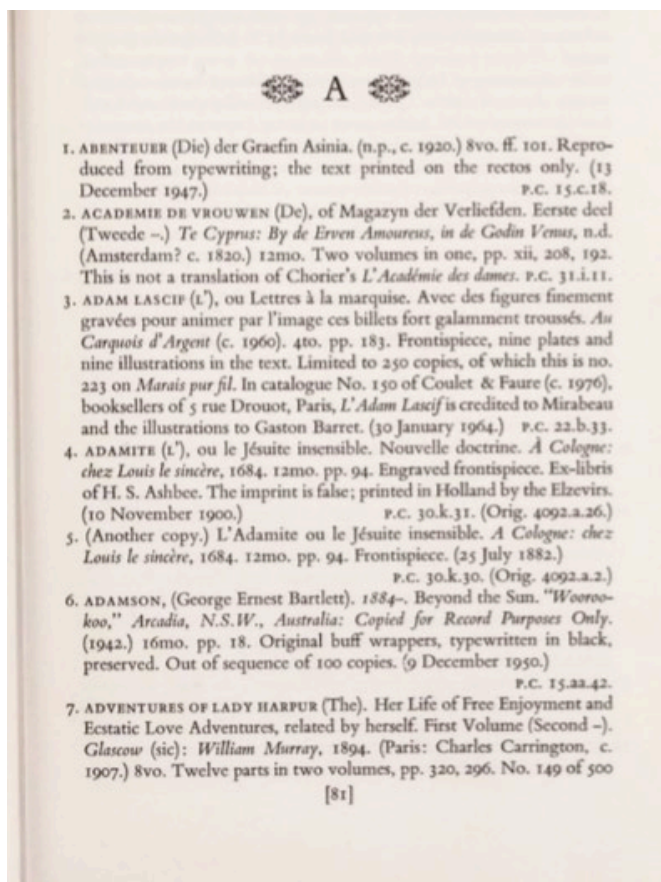 A
1. ABENTEUER (Die) der Graefin Asinia. (n.p., c. 1920.) 8vo. ff. 101. Repro-
duced from typewriting; the text printed on the rectos only. (13
December 1947.) P.C. 15.c.18.
2. ACADEMIE DE VROUWEN (De), of Magazyn der Verliefden. Eerste deel
(Tweede –.) Te Cyprus: By de Erven Amoureus, in de Godin Venus, n.d.
(Amsterdam? c. 1820.) 12mo. Two volumes in one, pp. xii, 208, 192.
This is not a translation of Chorier's L'Académie des dames. P.C. 31.i.11.
3. ADAM LASCIF (L'), ou Lettres à la marquise. Avec des figures finement
gravées pour animer par l'image ces billets fort galamment troussés. Au
Carquois d'Argent (c. 1960). 4to. pp. 183. Frontispiece, nine plates and
nine illustrations in the text. Limited to 250 copies, of which this is no.
223 on Marais pur fil. In catalogue No. 150 of Coulet & Faure (c. 1976),
booksellers of 5 rue Drouot, Paris, L'Adam Lascif is credited to Mirabeau
and the illustrations to Gaston Barret. (30 January 1964.) P.C. 22.b.33.
4. ADAMITE (L'), ou le Jésuite insensible. Nouvelle doctrine. À Cologne:
chez Louis le sincère, 1684. 12mo. pp. 94. Engraved frontispiece. Ex-libris
of H. S. Ashbee. The imprint is false; printed in Holland by the Elzevirs.
(10 November 1900.) P.C. 30.k.31. (Orig. 4092.a.26.)
5. (Another copy.) L'Adamite ou le Jésuite insensible. A Cologne: chez
Louis le sincère, 1684. 12mo. pp. 94. Frontispiece. (25 July 1882.)
P.C. 30.k.30. (Orig. 4092.a.2.)
6. ADAMSON, (George Ernest Bartlett). 1884–. Beyond the Sun. "Wooroo-
koo," Arcadia, N.S.W., Australia: Copied for Record Purposes Only.
(1942.) 16mo. pp. 18. Original buff wrappers, typewritten in black,
preserved. Out of sequence of 100 copies. (9 December 1950.)
P.C. 15.aa.42.
7. ADVENTURES OF LADY HARPUR (The). Her Life of Free Enjoyment and
Ecstatic Love Adventures, related by herself. First Volume (Second –).
Glascow (sic): William Murray, 1894. (Paris: Charles Carrington, c.
1907.) 8vo. Twelve parts in two volumes, pp. 320, 296. No. 149 of 500
[81]